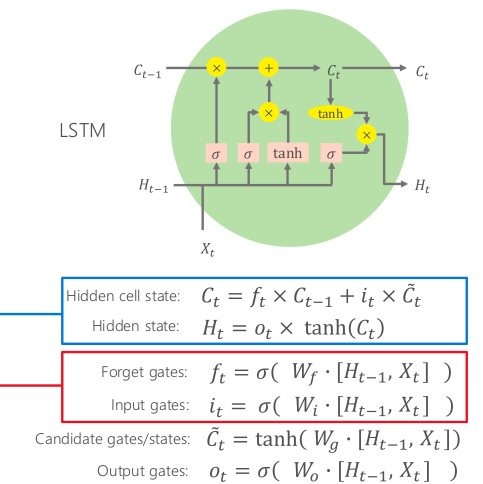 C_{t-1} × + C_t C_t
tanh
×
×
LSTM
σ σ tanh σ
H_{t-1} H_t
X_t
Hidden cell state: C_t = f_t × C_{t-1} + i_t × C̃_t
Hidden state: H_t = o_t × tanh(C_t)
Forget gates: f_t = σ( W_f · [H_{t-1}, X_t] )
Input gates: i_t = σ( W_i · [H_{t-1}, X_t] )
Candidate gates/states: C̃_t = tanh( W_g · [H_{t-1}, X_t])
Output gates: o_t = σ( W_o · [H_{t-1}, X_t] )